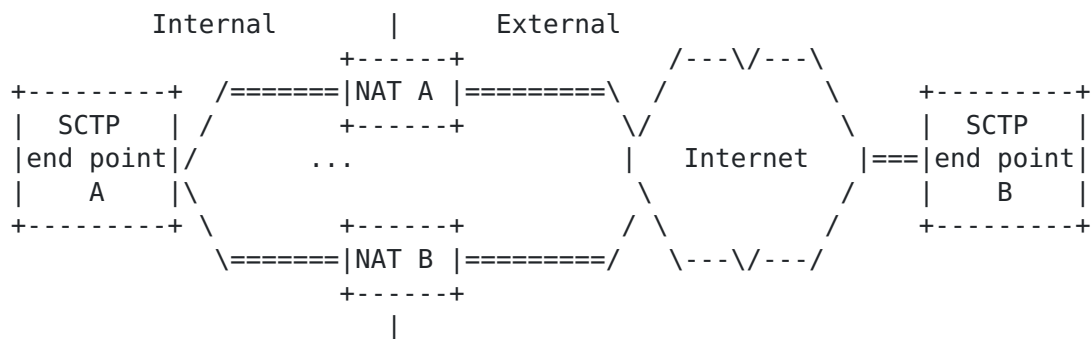 Internal | External
+------+ /---\/---\
+---------+ /=======|NAT A |=========\ / \ +---------+
| SCTP | / +------+ \/ \ | SCTP |
|end point|/ ... | Internet |===|end point|
| A |\ \ / | B |
+---------+ \ +------+ / \ / +---------+
\=======|NAT B |=========/ \---\/---/
+------+
|